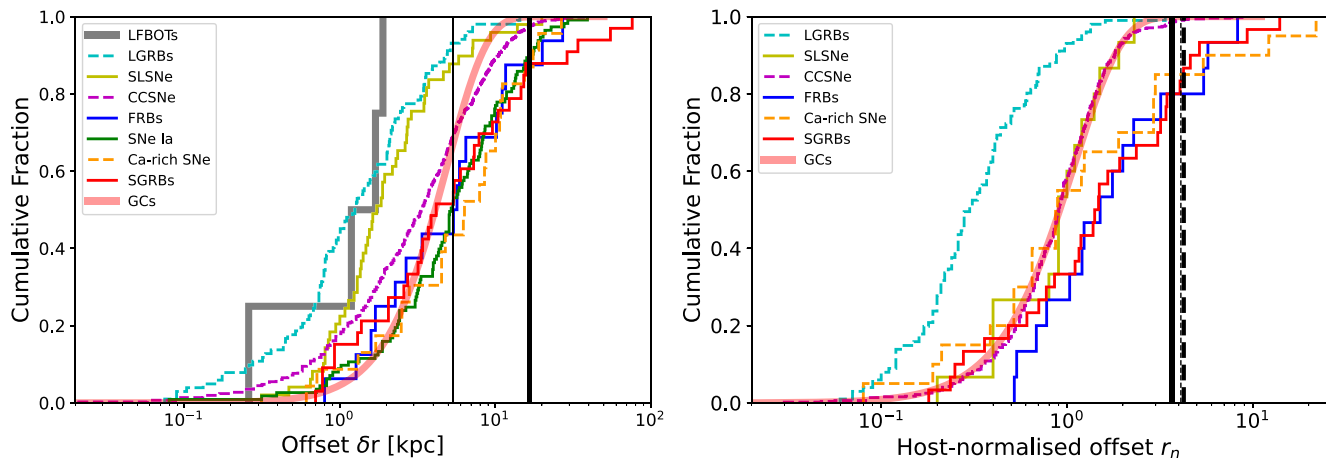 LFBOTs
LGRBs
SLSNe
CCSNe
FRBs
SNe Ia
Ca-rich SNe
SGRBs
GCs
Cumulative Fraction
1.0
0.8
0.6
0.4
0.2
0.0
10⁻¹
10⁰
10¹
10²
Offset δr [kpc]
LGRBs
SLSNe
CCSNe
FRBs
Ca-rich SNe
SGRBs
GCs
Cumulative Fraction
1.0
0.8
0.6
0.4
0.2
0.0
10⁻¹
10⁰
10¹
Host-normalised offset rₙ